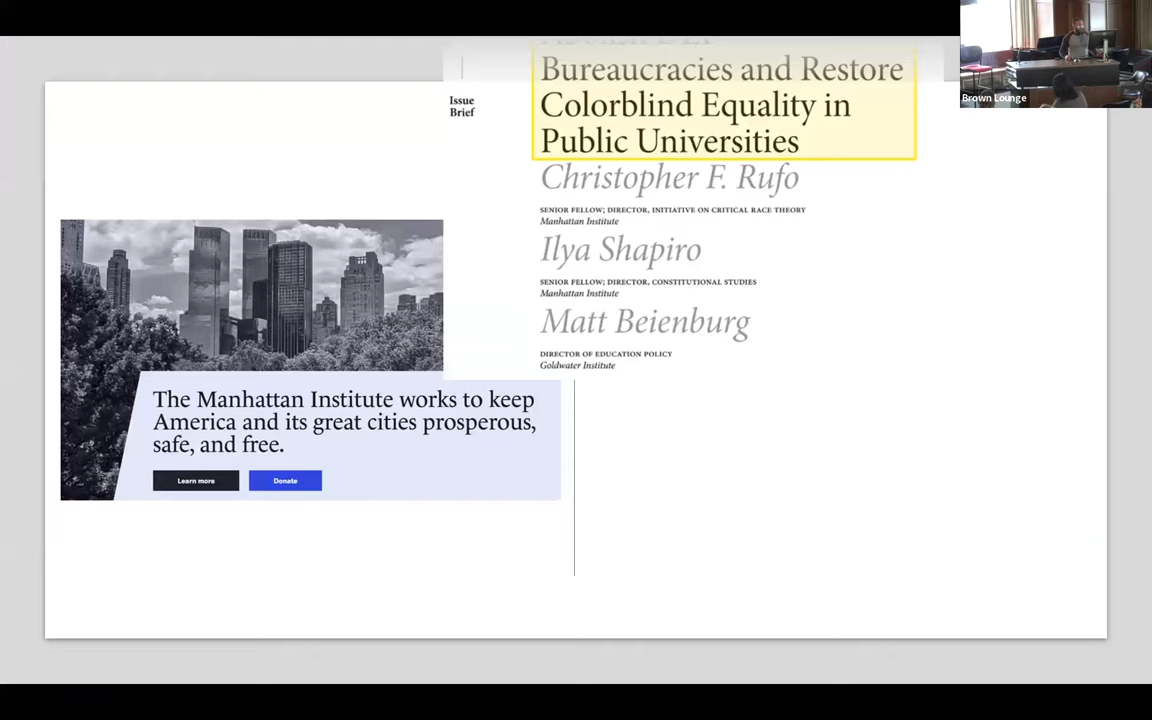 Issue
Brief
Bureaucracies and Restore
Colorblind Equality in
Public Universities
Christopher F. Rufo
SENIOR FELLOW; DIRECTOR, INITIATIVE ON CRITICAL RACE THEORY
Manhattan Institute
Ilya Shapiro
SENIOR FELLOW; DIRECTOR, CONSTITUTIONAL STUDIES
Manhattan Institute
Matt Beienburg
DIRECTOR OF EDUCATION POLICY
Goldwater Institute
The Manhattan Institute works to keep
America and its great cities prosperous,
safe, and free.
Learn more
Donate
Brown Lounge